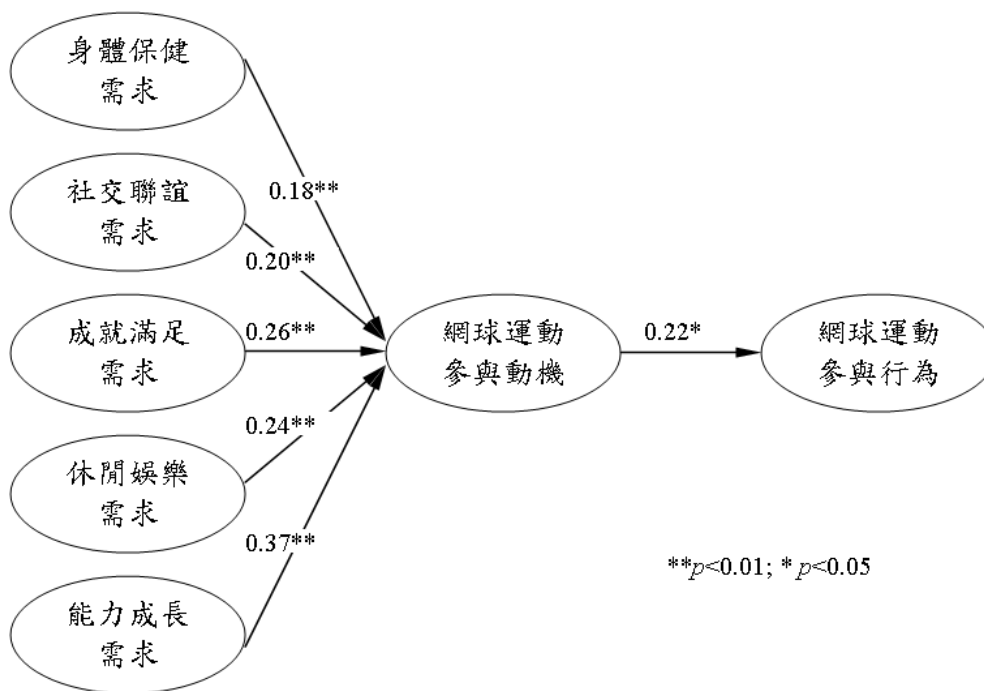 身體保健
需求
0.18**
社交聯誼
需求
0.20**
成就滿足
需求
0.26**
網球運動
參與動機
0.22*
網球運動
參與行為
休閒娛樂
需求
0.24**
能力成長
需求
0.37**
**p<0.01; * p<0.05